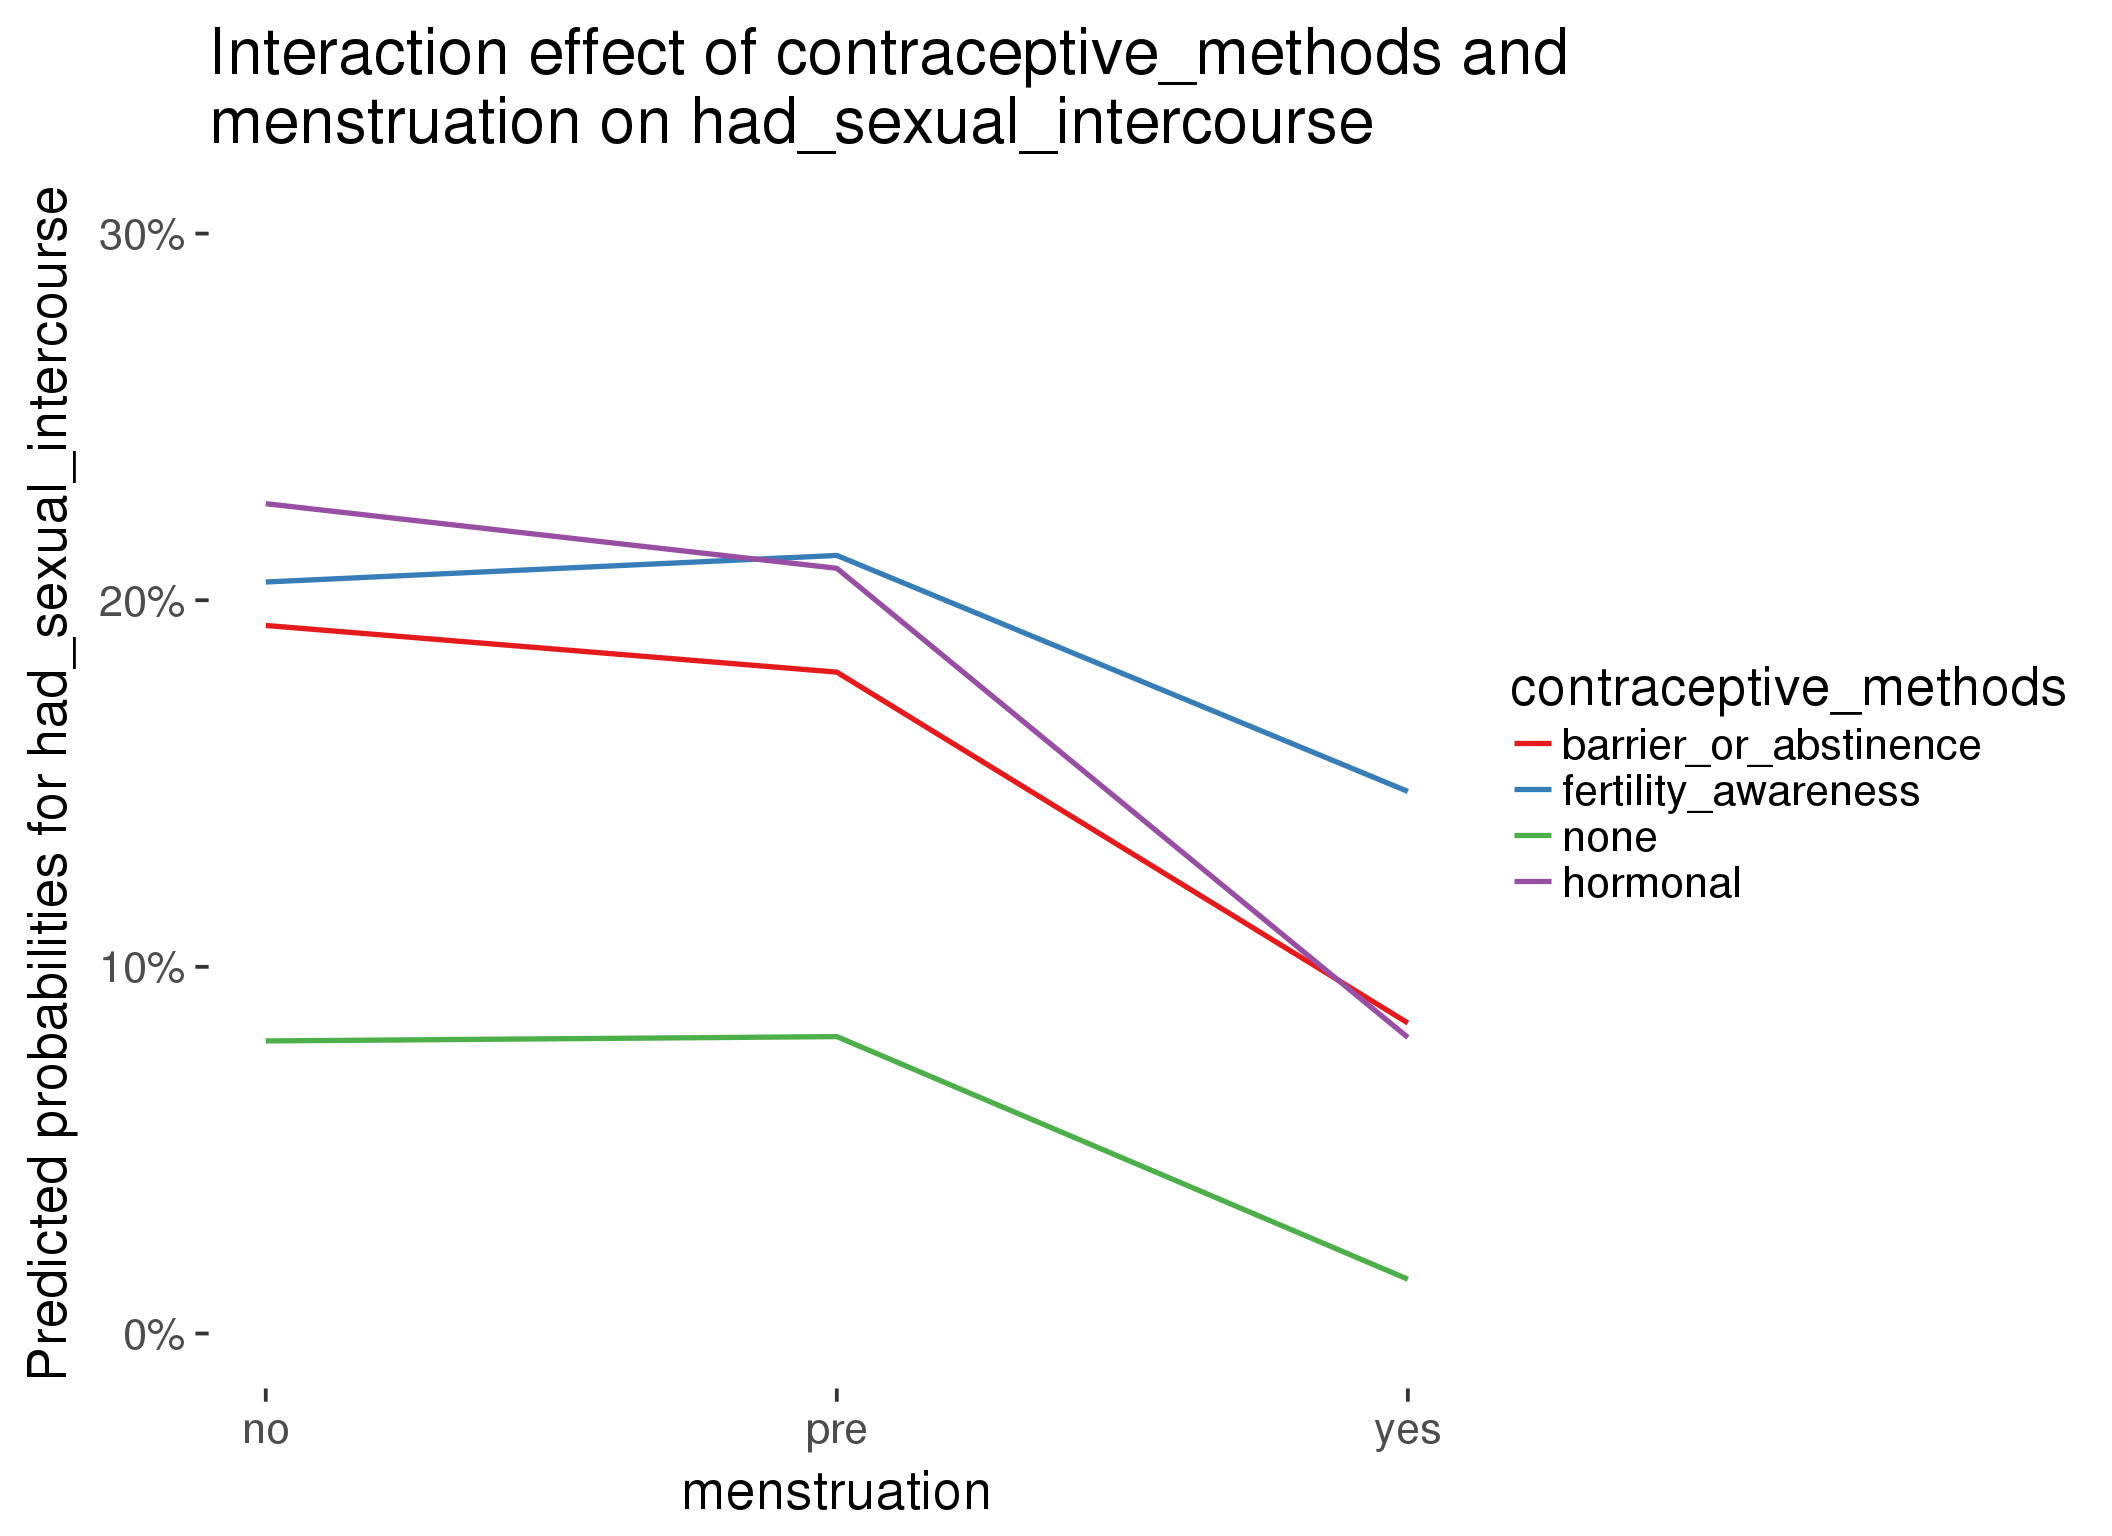 Interaction effect of contraceptive_methods and
menstruation on had_sexual_intercourse
Predicted probabilities for had_sexual_intercourse
30%
20%
10%
0%
no
pre
yes
menstruation
contraceptive_methods
barrier_or_abstinence
fertility_awareness
none
hormonal